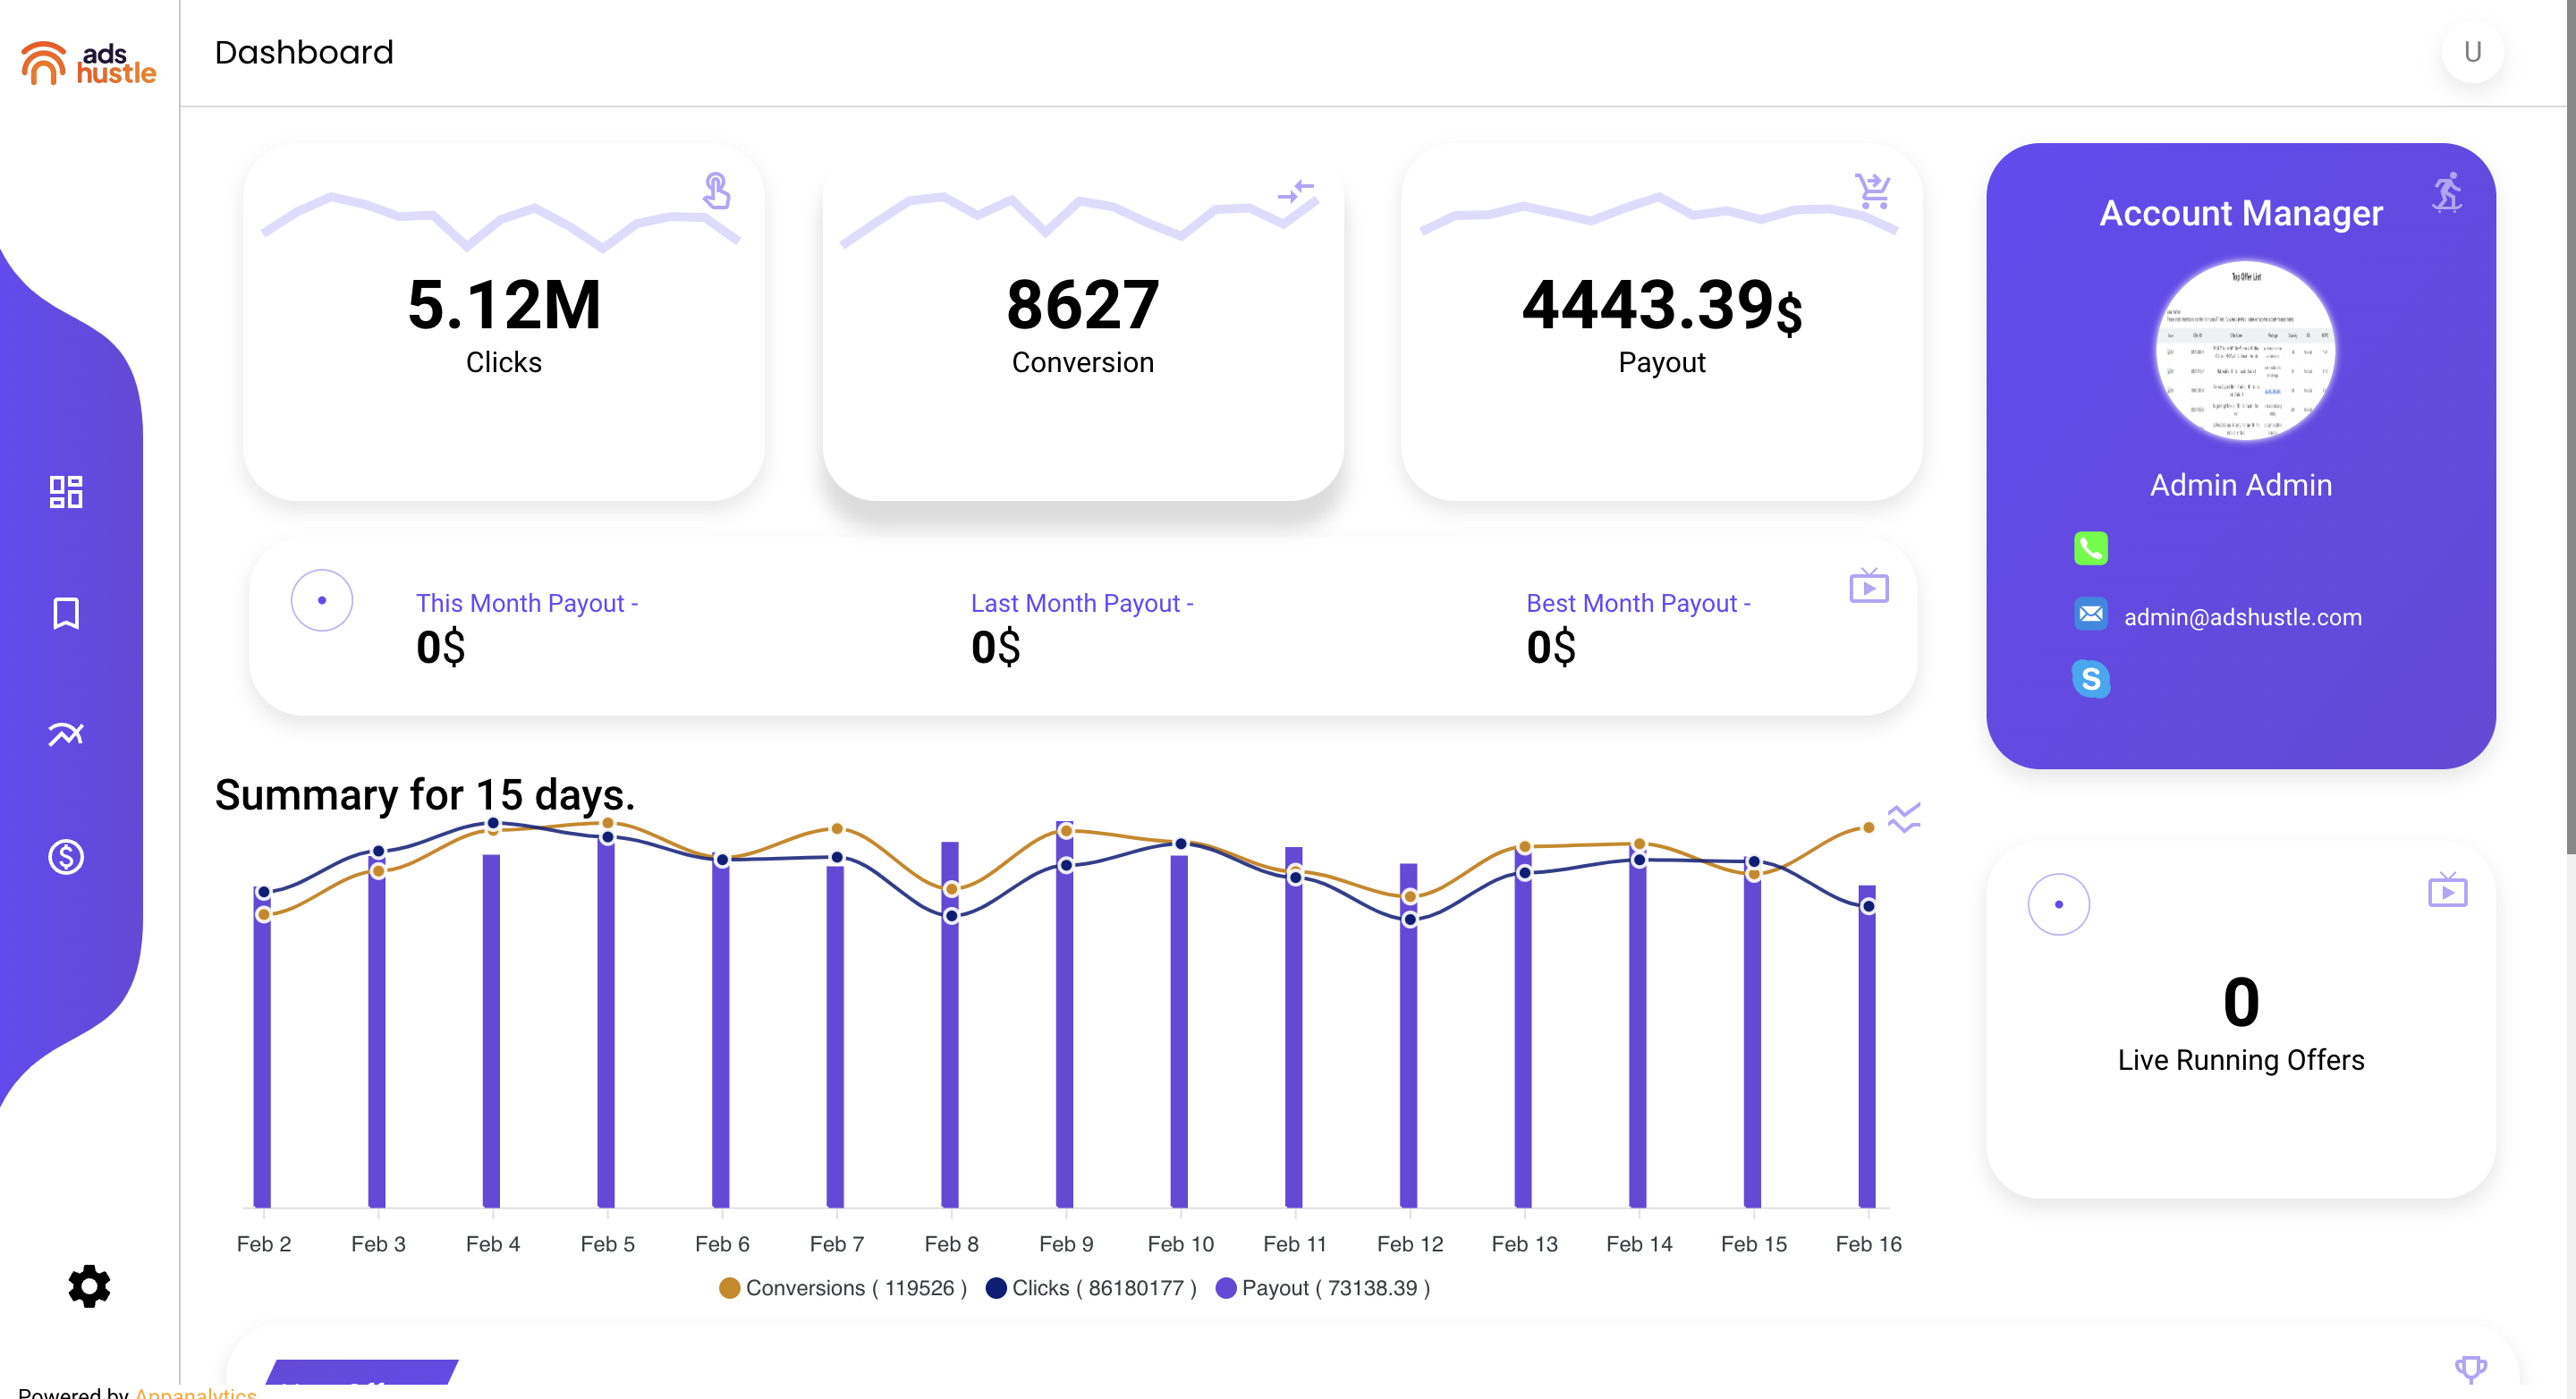 ads
hustle
Dashboard
U
5.12M
Clicks
8627
Conversion
4443.39$
Payout
Account Manager
Top Offer List
Admin Admin
admin@adshustle.com
S
This Month Payout -
0$
Last Month Payout -
0$
Best Month Payout -
0$
Summary for 15 days.
Feb 2 Feb 3 Feb 4 Feb 5 Feb 6 Feb 7 Feb 8 Feb 9 Feb 10 Feb 11 Feb 12 Feb 13 Feb 14 Feb 15 Feb 16
Conversions ( 119526 ) Clicks ( 86180177 ) Payout ( 73138.39 )
0
Live Running Offers
Powered by Appanalytics